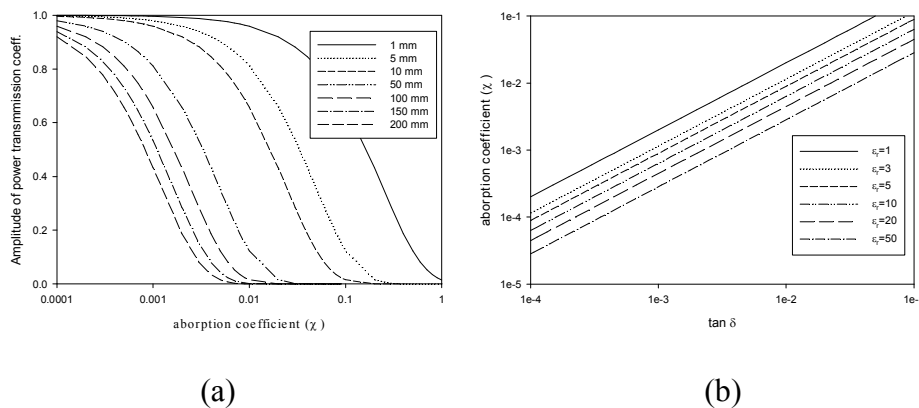 Amplitude of power transmmission coeff.
1.0
0.8
0.6
0.4
0.2
0.0
0.0001
0.001
0.01
0.1
1
aborption coefficient (χ )
1 mm
5 mm
10 mm
50 mm
100 mm
150 mm
200 mm
(a)
aborption coefficient (χ)
1e-1
1e-2
1e-3
1e-4
1e-5
1e-4
1e-3
1e-2
1e-
tan δ
εr=1
εr=3
εr=5
εr=10
εr=20
εr=50
(b)